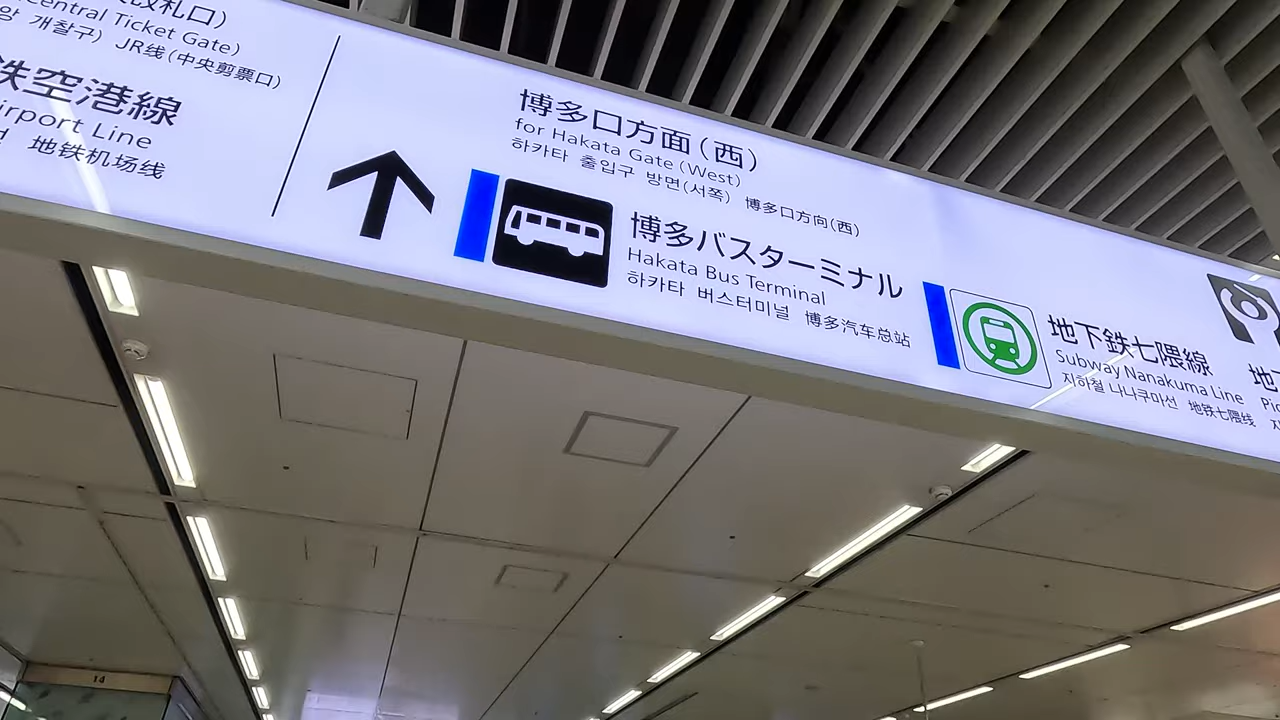 改札口)
Central Ticket Gate)
개찰구) JR线(中央剪票口)
鉄空港線
Airport Line
地铁机场线
博多口方面(西)
for Hakata Gate (West)
하카타 출입구 방면(서쪽) 博多口方向(西)
博多バスターミナル
Hakata Bus Terminal
하카타 버스터미널 博多汽车总站
地下鉄七隈線
Subway Nanakuma Line
지하철 나나쿠마선 地铁七隈线
14